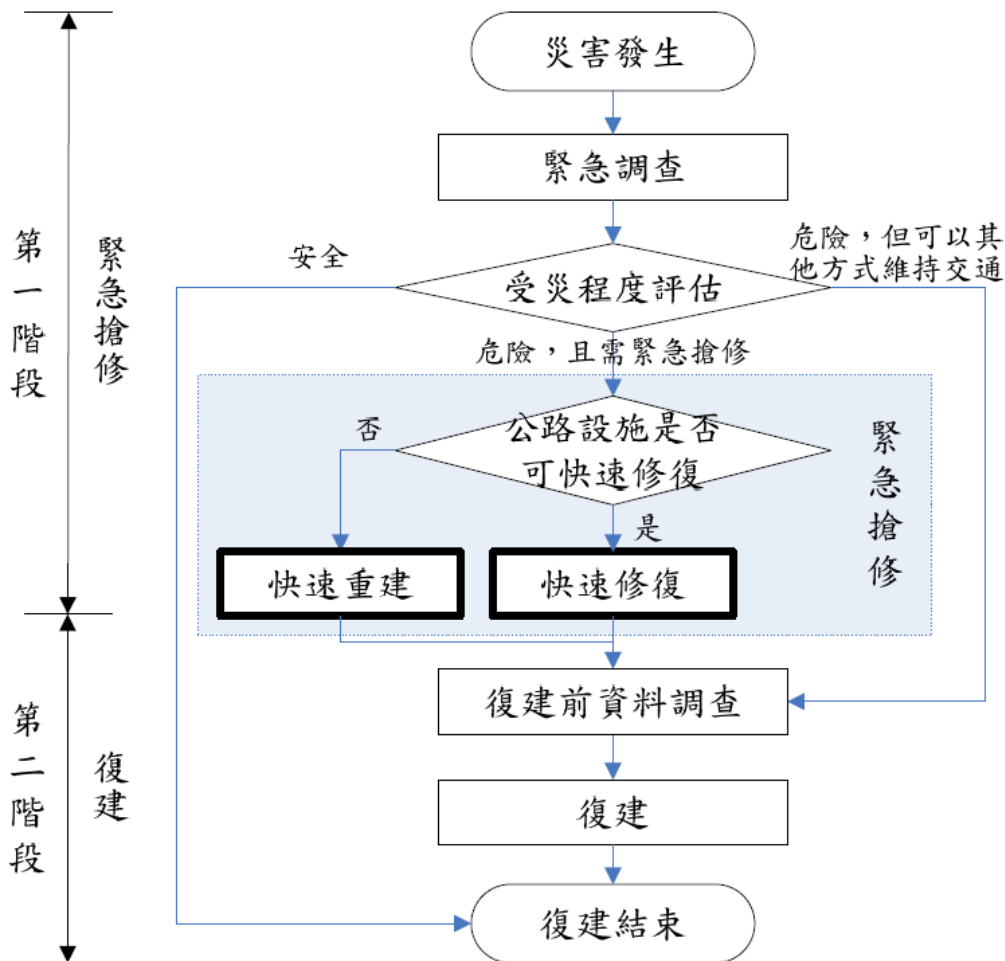 災害發生
緊急調查
受災程度評估
安全
危險，但可以其
他方式維持交通
危險，且需緊急搶修
公路設施是否
可快速修復
否
是
緊急搶修
快速重建
快速修復
復建前資料調查
復建
復建結束
第一階段
緊急搶修
第二階段
復建